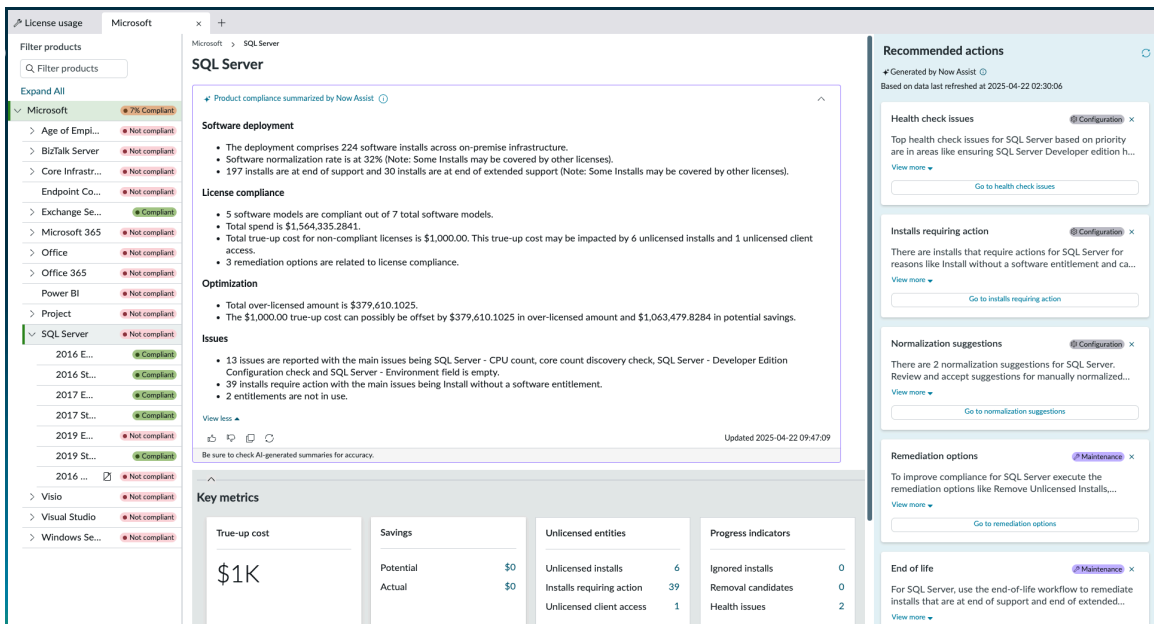 License usage
Microsoft × +
Filter products
Filter products
Expand All
Microsoft 7% Compliant
Age of Empi... Not compliant
BizTalk Server Not compliant
Core Infrastr... Not compliant
Endpoint Co... Not compliant
Exchange Se... Compliant
Microsoft 365 Not compliant
Office Not compliant
Office 365 Not compliant
Power BI Not compliant
Project Not compliant
SQL Server Not compliant
2016 E... Compliant
2016 St... Compliant
2017 E... Compliant
2017 St... Compliant
2019 E... Not compliant
2019 St... Compliant
2016 ... Not compliant
Visio Not compliant
Visual Studio Not compliant
Windows Se... Not compliant
Microsoft > SQL Server
SQL Server
Product compliance summarized by Now Assist
Software deployment
• The deployment comprises 224 software installs across on-premise infrastructure.
• Software normalization rate is at 32% (Note: Some Installs may be covered by other licenses).
• 197 installs are at end of support and 30 installs are at end of extended support (Note: Some Installs may be covered by other licenses).
License compliance
• 5 software models are compliant out of 7 total software models.
• Total spend is $1,564,335.2841.
• Total true-up cost for non-compliant licenses is $1,000.00. This true-up cost may be impacted by 6 unlicensed installs and 1 unlicensed client
access.
• 3 remediation options are related to license compliance.
Optimization
• Total over-licensed amount is $379,610.1025.
• The $1,000.00 true-up cost can possibly be offset by $379,610.1025 in over-licensed amount and $1,063,479.8284 in potential savings.
Issues
• 13 issues are reported with the main issues being SQL Server - CPU count, core count discovery check, SQL Server - Developer Edition
Configuration check and SQL Server - Environment field is empty.
• 39 installs require action with the main issues being Install without a software entitlement.
• 2 entitlements are not in use.
View less
Updated 2025-04-22 09:47:09
Be sure to check AI-generated summaries for accuracy.
Key metrics
True-up cost
$1K
Savings
Potential $0
Actual $0
Unlicensed entities
Unlicensed installs 6
Installs requiring action 39
Unlicensed client access 1
Progress indicators
Ignored installs 0
Removal candidates 0
Health issues 2
Recommended actions
Generated by Now Assist
Based on data last refreshed at 2025-04-22 02:30:06
Health check issues Configuration ×
Top health check issues for SQL Server based on priority
are in areas like ensuring SQL Server Developer edition h...
View more
Go to health check issues
Installs requiring action Configuration ×
There are installs that require actions for SQL Server for
reasons like Install without a software entitlement and ca...
View more
Go to installs requiring action
Normalization suggestions Configuration ×
There are 2 normalization suggestions for SQL Server.
Review and accept suggestions for manually normalized...
View more
Go to normalization suggestions
Remediation options Maintenance ×
To improve compliance for SQL Server execute the
remediation options like Remove Unlicensed Installs,...
View more
Go to remediation options
End of life Maintenance ×
For SQL Server, use the end-of-life workflow to remediate
installs that are at end of support and end of extended...
View more